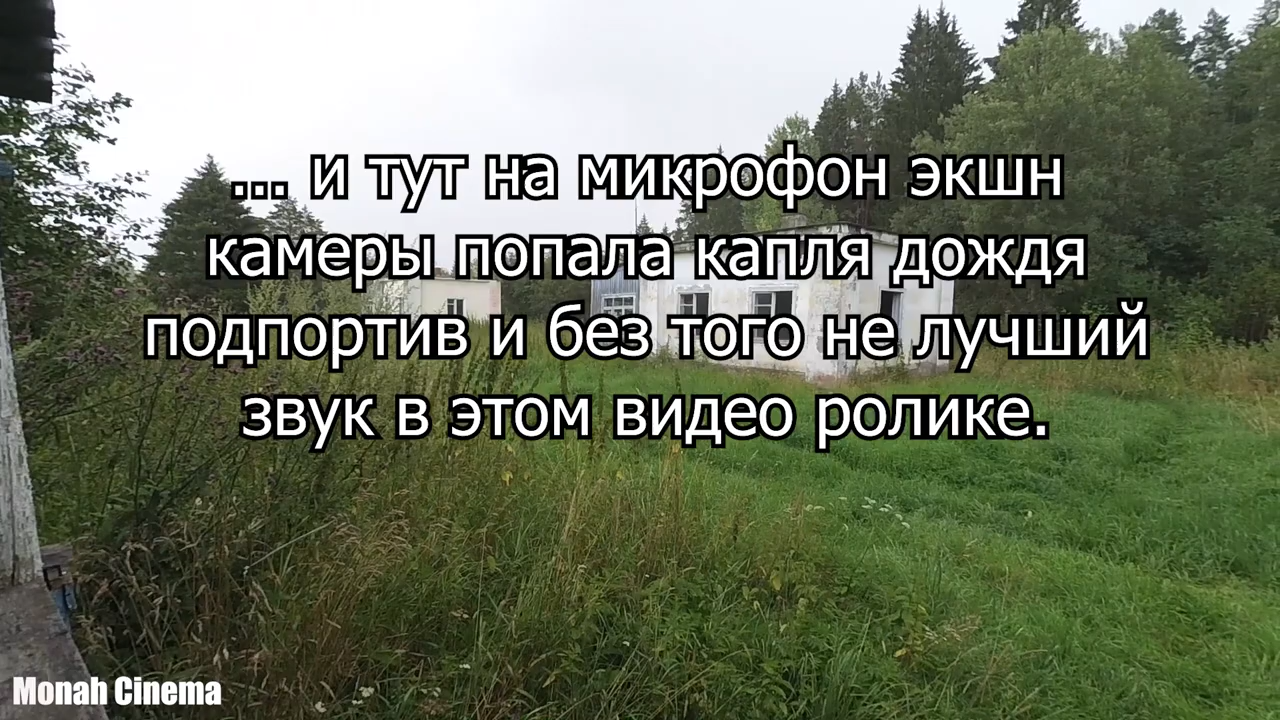 ... и тут на микрофон экшн
камеры попала капля дождя
подпортив и без того не лучший
звук в этом видео ролике.
Monah Cinema